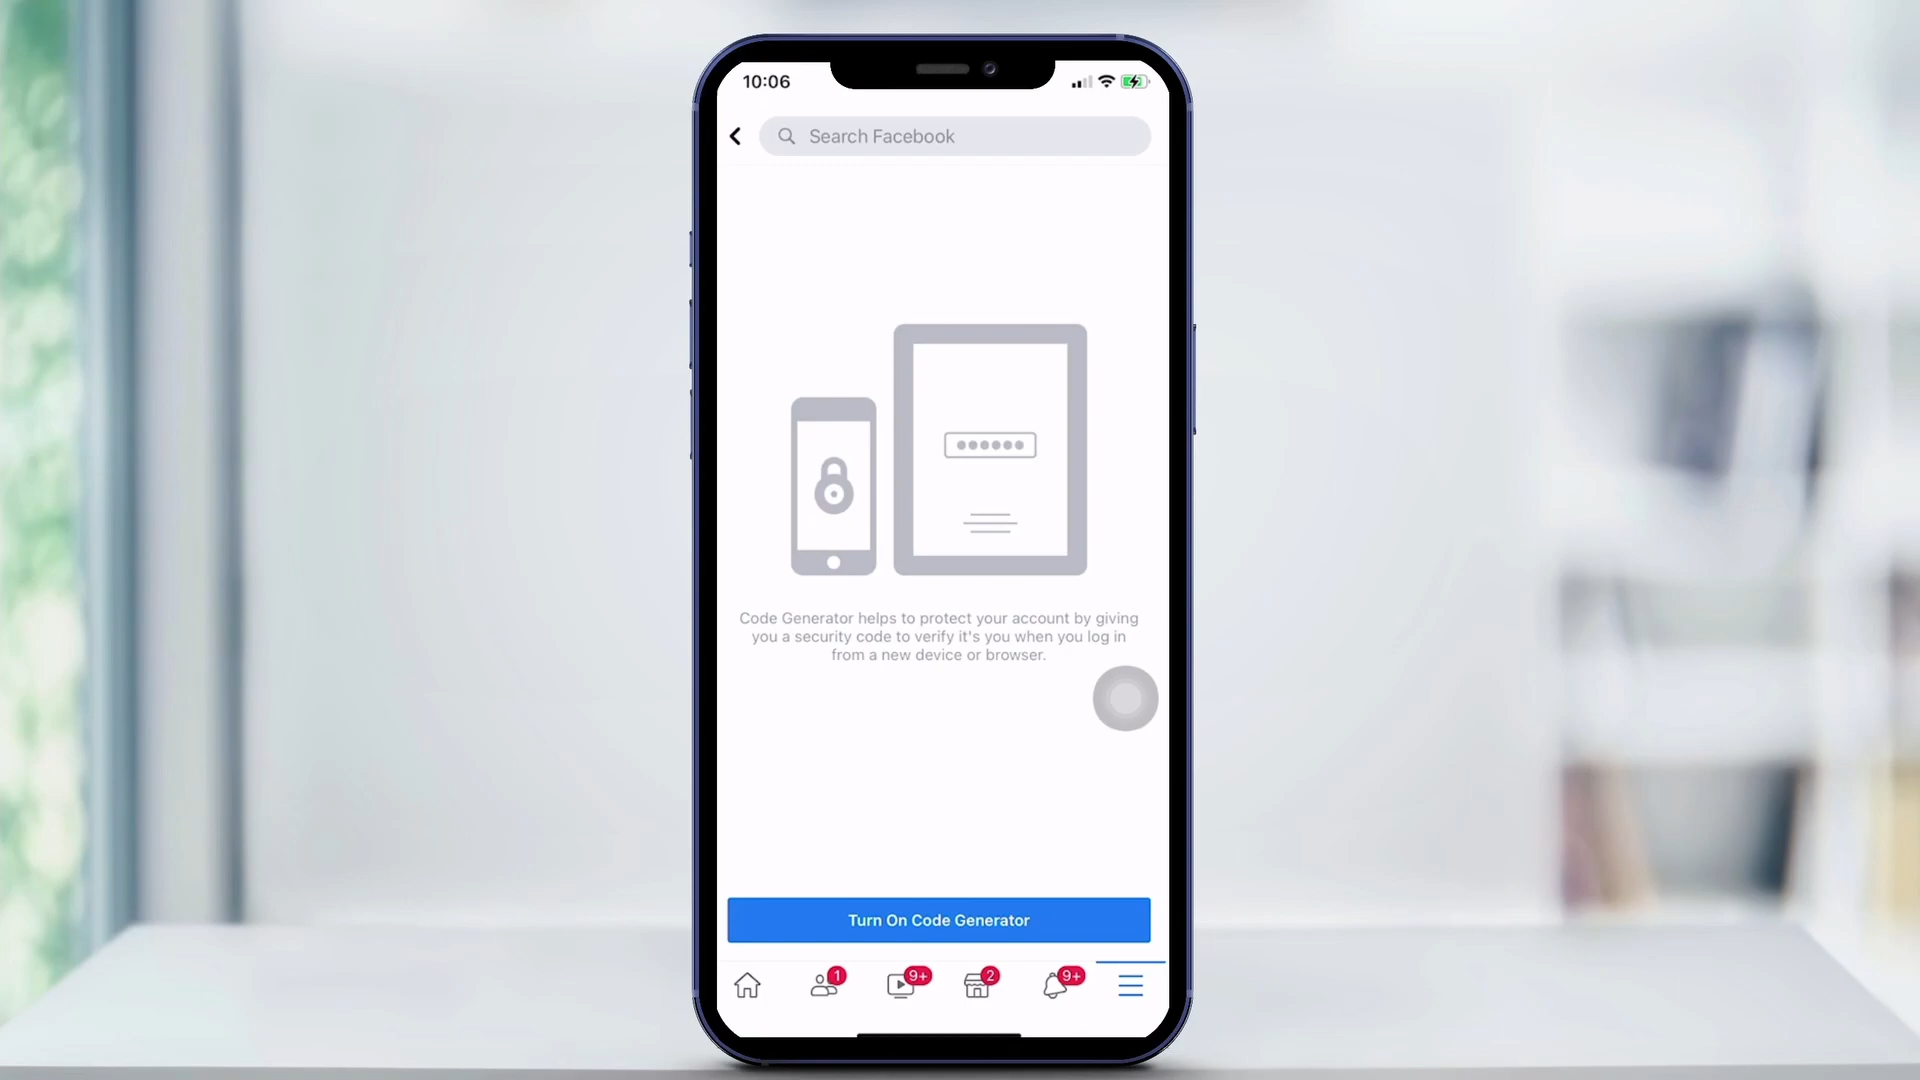 10:06
Search Facebook
Code Generator helps to protect your account by giving
you a security code to verify it's you when you log in
from a new device or browser.
Turn On Code Generator
1
9+
2
9+